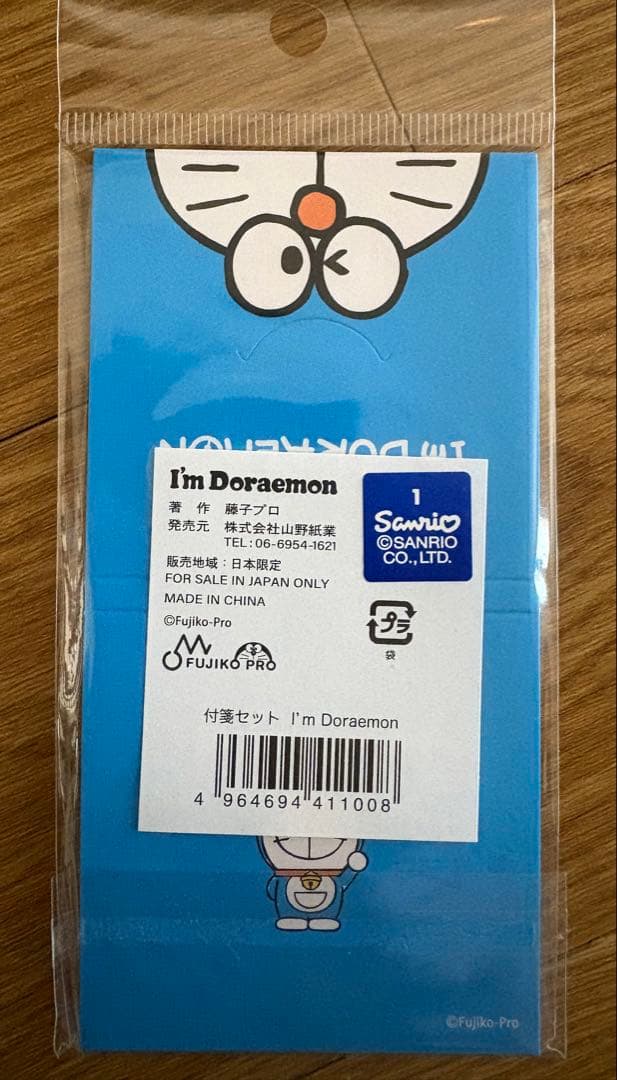 I'M DORAEMON
I'm Doraemon
著 作 藤子プロ
発売元 株式会社山野紙業
TEL:06-6954-1621
販売地域:日本限定
FOR SALE IN JAPAN ONLY
MADE IN CHINA
©Fujiko-Pro
FUJIKO PRO
1
Sanrio
©SANRIO
CO.,LTD.
プラ
袋
付箋セット I'm Doraemon
4 964694 411008
©Fujiko-Pro